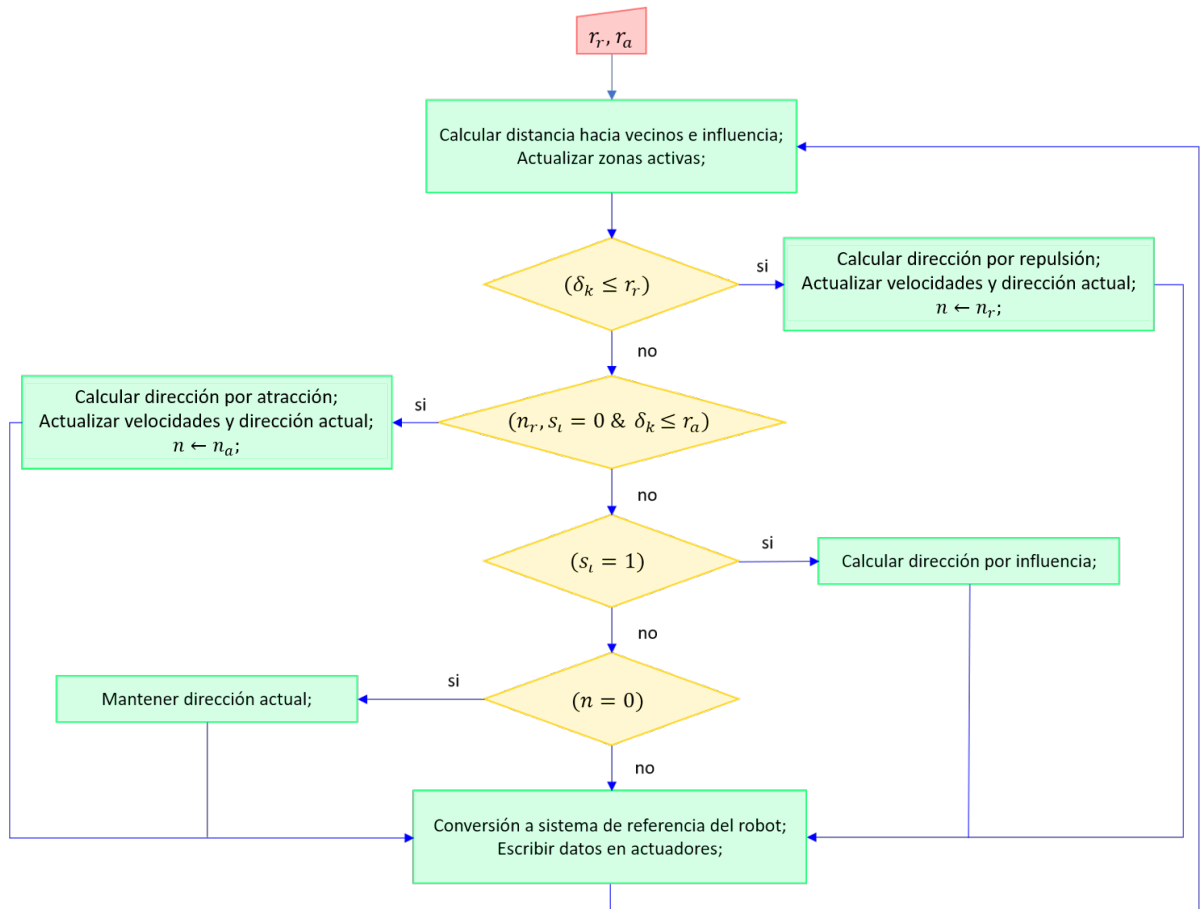 r_r, r_a
Calcular distancia hacia vecinos e influencia;
Actualizar zonas activas;
(δ_k ≤ r_r)
si
Calcular dirección por repulsión;
Actualizar velocidades y dirección actual;
n ← n_r;
no
Calcular dirección por atracción;
Actualizar velocidades y dirección actual;
n ← n_a;
si
(n_r, s_ι = 0 & δ_k ≤ r_a)
no
(s_ι = 1)
si
Calcular dirección por influencia;
no
Mantener dirección actual;
si
(n = 0)
no
Conversión a sistema de referencia del robot;
Escribir datos en actuadores;